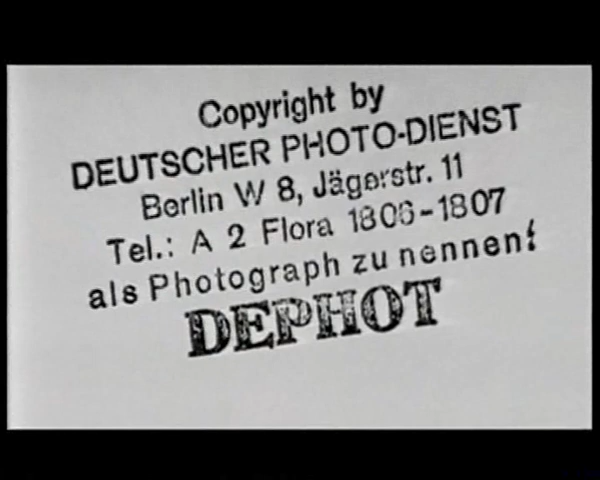 Copyright by
DEUTSCHER PHOTO-DIENST
Berlin W 8, Jägerstr. 11
Tel.: A 2 Flora 1806-1807
als Photograph zu nennen!
DEPHOT